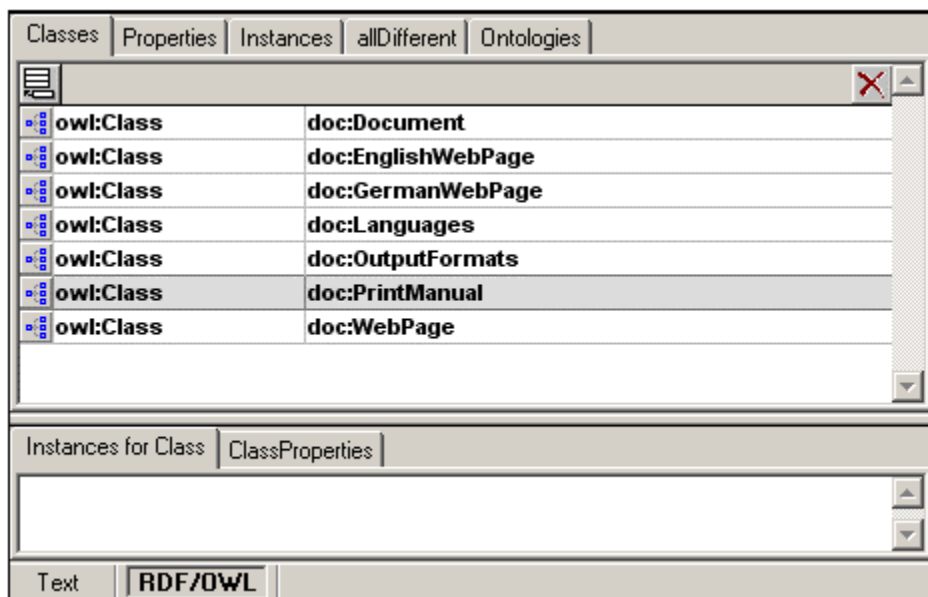 Classes Properties Instances allDifferent Ontologies
owl:Class doc:Document
owl:Class doc:EnglishWebPage
owl:Class doc:GermanWebPage
owl:Class doc:Languages
owl:Class doc:OutputFormats
owl:Class doc:PrintManual
owl:Class doc:WebPage
Instances for Class ClassProperties
Text RDF/OWL